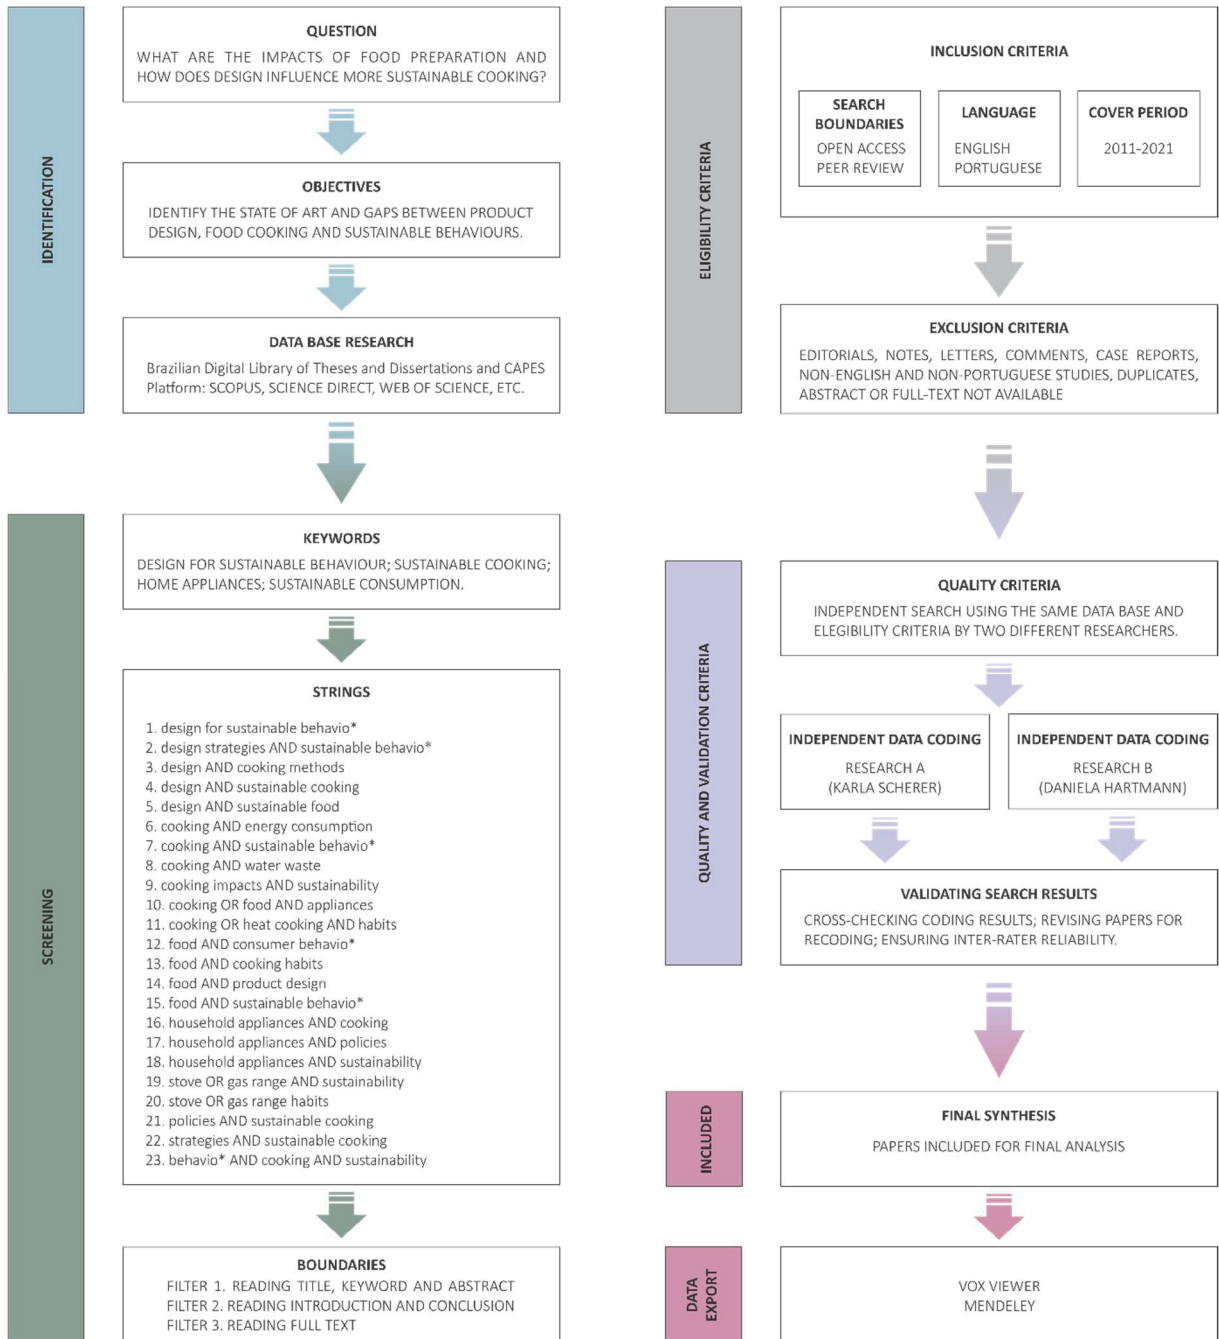 IDENTIFICATION
QUESTION
WHAT ARE THE IMPACTS OF FOOD PREPARATION AND
HOW DOES DESIGN INFLUENCE MORE SUSTAINABLE COOKING?
OBJECTIVES
IDENTIFY THE STATE OF ART AND GAPS BETWEEN PRODUCT
DESIGN, FOOD COOKING AND SUSTAINABLE BEHAVIOURS.
DATA BASE RESEARCH
Brazilian Digital Library of Theses and Dissertations and CAPES
Platform: SCOPUS, SCIENCE DIRECT, WEB OF SCIENCE, ETC.
SCREENING
KEYWORDS
DESIGN FOR SUSTAINABLE BEHAVIOUR; SUSTAINABLE COOKING;
HOME APPLIANCES; SUSTAINABLE CONSUMPTION.
STRINGS
1. design for sustainable behavio*
2. design strategies AND sustainable behavio*
3. design AND cooking methods
4. design AND sustainable cooking
5. design AND sustainable food
6. cooking AND energy consumption
7. cooking AND sustainable behavio*
8. cooking AND water waste
9. cooking impacts AND sustainability
10. cooking OR food AND appliances
11. cooking OR heat cooking AND habits
12. food AND consumer behavio*
13. food AND cooking habits
14. food AND product design
15. food AND sustainable behavio*
16. household appliances AND cooking
17. household appliances AND policies
18. household appliances AND sustainability
19. stove OR gas range AND sustainability
20. stove OR gas range habits
21. policies AND sustainable cooking
22. strategies AND sustainable cooking
23. behavio* AND cooking AND sustainability
BOUNDARIES
FILTER 1. READING TITLE, KEYWORD AND ABSTRACT
FILTER 2. READING INTRODUCTION AND CONCLUSION
FILTER 3. READING FULL TEXT
ELIGIBILITY CRITERIA
INCLUSION CRITERIA
SEARCH
BOUNDARIES
OPEN ACCESS
PEER REVIEW
LANGUAGE
ENGLISH
PORTUGUESE
COVER PERIOD
2011-2021
EXCLUSION CRITERIA
EDITORIALS, NOTES, LETTERS, COMMENTS, CASE REPORTS,
NON-ENGLISH AND NON-PORTUGUESE STUDIES, DUPLICATES,
ABSTRACT OR FULL-TEXT NOT AVAILABLE
QUALITY AND VALIDATION CRITERIA
QUALITY CRITERIA
INDEPENDENT SEARCH USING THE SAME DATA BASE AND
ELEGIBILITY CRITERIA BY TWO DIFFERENT RESEARCHERS.
INDEPENDENT DATA CODING
RESEARCH A
(KARLA SCHERER)
INDEPENDENT DATA CODING
RESEARCH B
(DANIELA HARTMANN)
VALIDATING SEARCH RESULTS
CROSS-CHECKING CODING RESULTS; REVISING PAPERS FOR
RECODING; ENSURING INTER-RATER RELIABILITY.
INCLUDED
FINAL SYNTHESIS
PAPERS INCLUDED FOR FINAL ANALYSIS
DATA
EXPORT
VOX VIEWER
MENDELEY